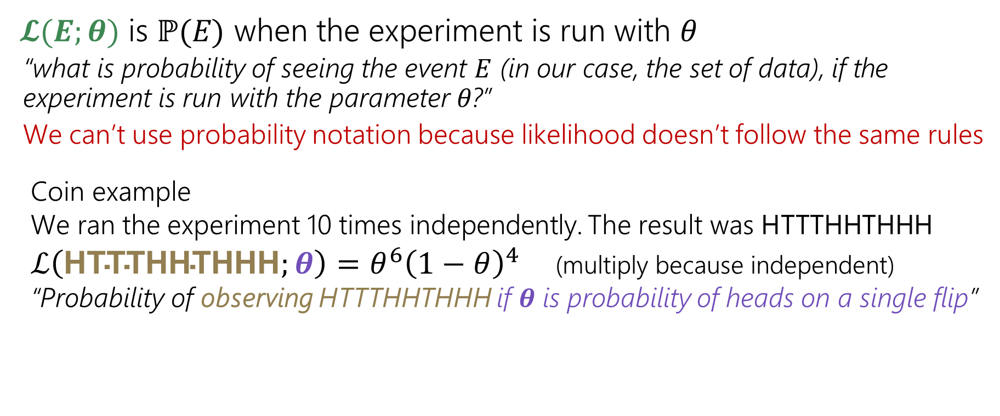 ℒ(E; θ) is ℙ(E) when the experiment is run with θ
“what is probability of seeing the event E (in our case, the set of data), if the
experiment is run with the parameter θ?”
We can’t use probability notation because likelihood doesn’t follow the same rules
Coin example
We ran the experiment 10 times independently. The result was HTTTHHTHHH
ℒ(HT·T·THH·THHH; θ) = θ⁶(1 − θ)⁴ (multiply because independent)
“Probability of observing HTTTHHTHHH if θ is probability of heads on a single flip”